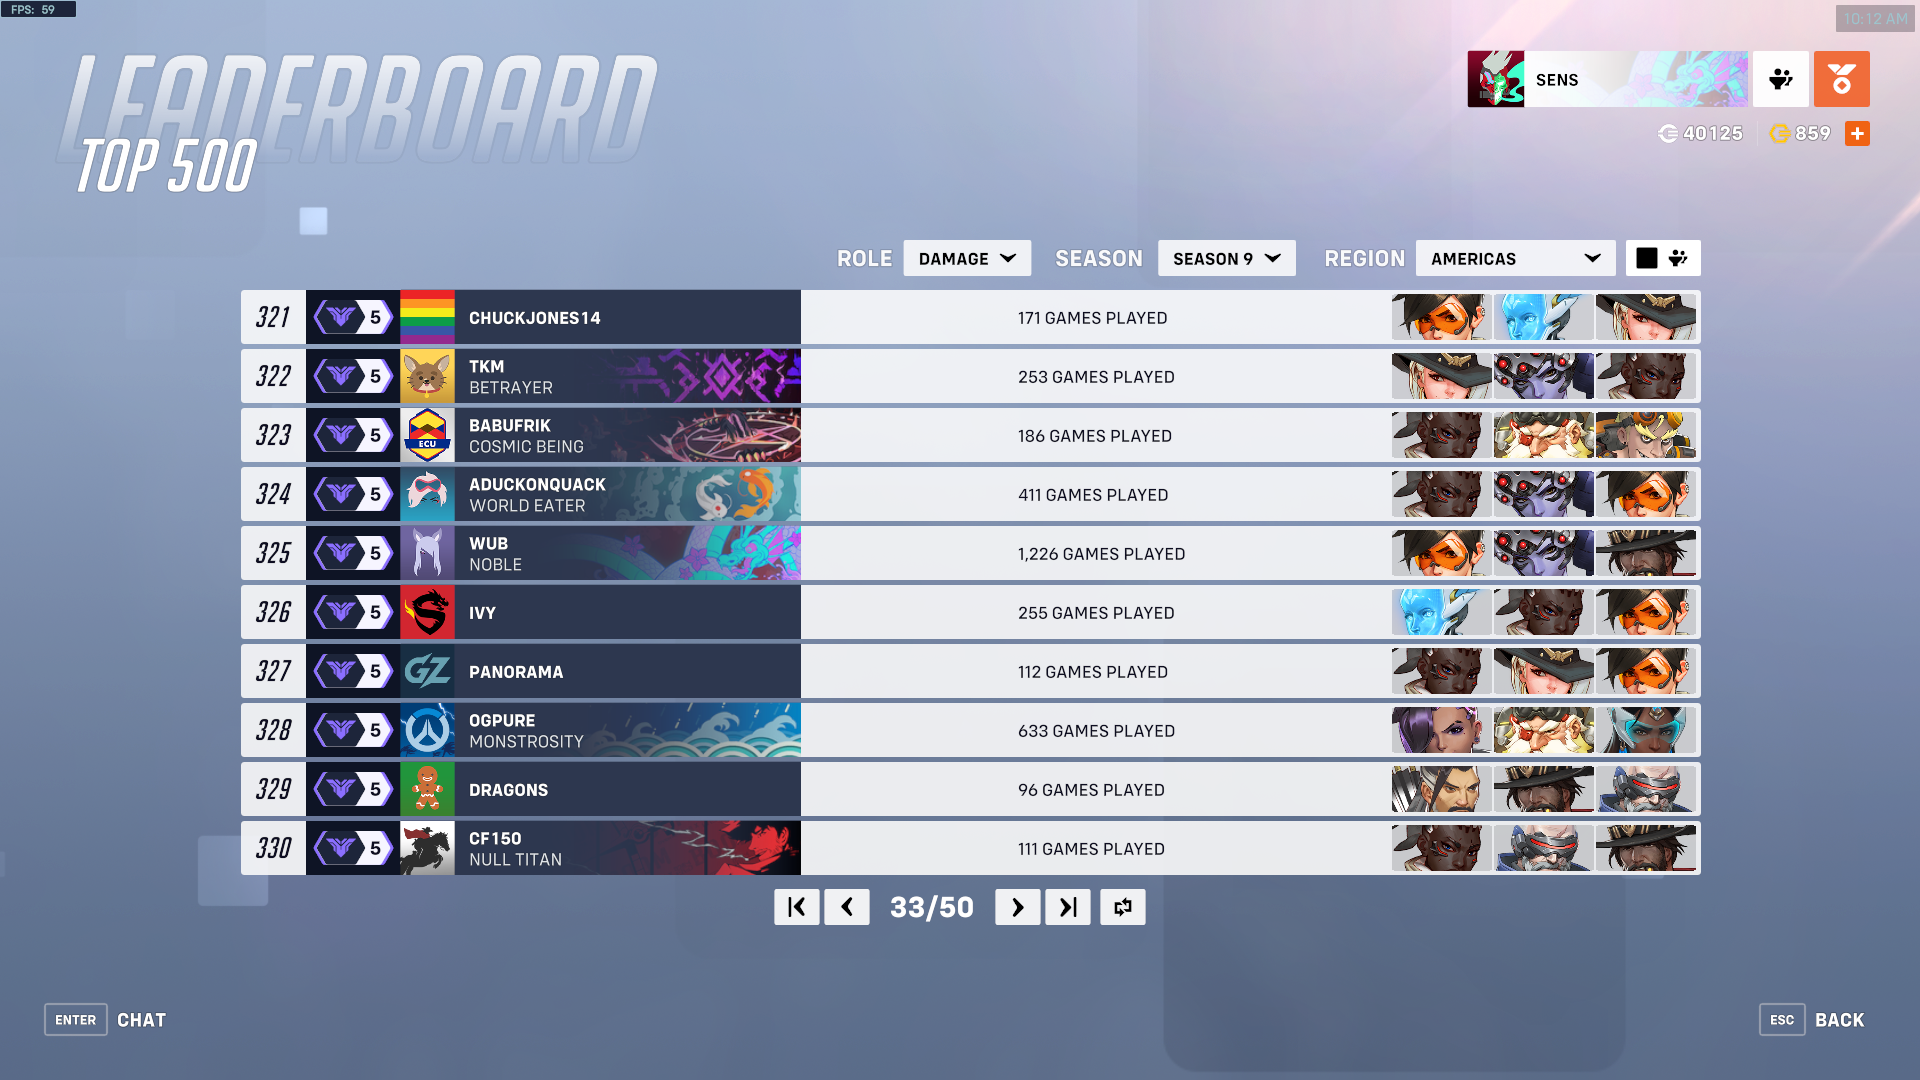 FPS: 59
10:12 AM
LEADERBOARD
TOP 500
SENS
40125
859
ROLE DAMAGE SEASON SEASON 9 REGION AMERICAS
321 5 CHUCKJONES14 171 GAMES PLAYED
322 5 TKM
BETRAYER
253 GAMES PLAYED
323 5 ECU BABUFRIK
COSMIC BEING
186 GAMES PLAYED
324 5 ADUCKONQUACK
WORLD EATER
411 GAMES PLAYED
325 5 WUB
NOBLE
1,226 GAMES PLAYED
326 5 IVY 255 GAMES PLAYED
327 5 GZ PANORAMA 112 GAMES PLAYED
328 5 OGPURE
MONSTROSITY
633 GAMES PLAYED
329 5 DRAGONS 96 GAMES PLAYED
330 5 CF150
NULL TITAN
111 GAMES PLAYED
33/50
ENTER CHAT
ESC BACK